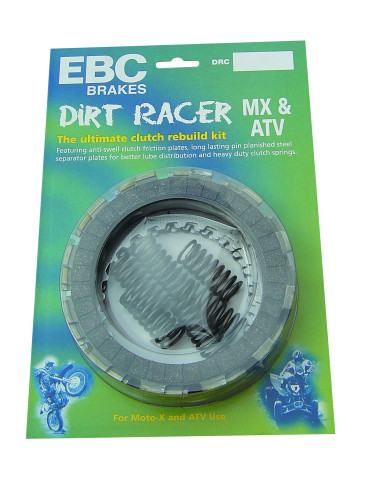 EBC
BRAKES
DRC
DiRT RACER MX &
ATV
The ultimate clutch rebuild kit
Featuring anti-swell clutch friction plates, long lasting pin planished steel
separator plates for better lube distribution and heavy duty clutch springs.
For Moto-X and ATV Use